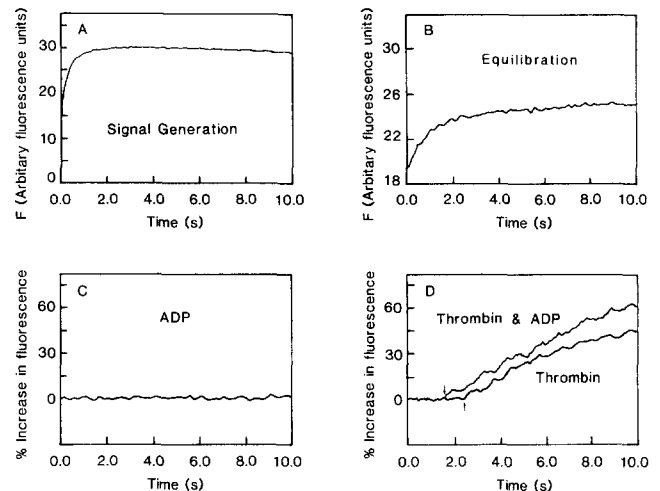 A
F (Arbitary fluorescence units)
30
20
10
0
Signal Generation
0.0 2.0 4.0 6.0 8.0 10.0
Time (s)
B
F (Arbitary fluorescence units)
30
26
22
18
Equilibration
0.0 2.0 4.0 6.0 8.0 10.0
Time (s)
C
% Increase in fluorescence
60
30
0
ADP
0.0 2.0 4.0 6.0 8.0 10.0
Time (s)
D
% Increase in fluorescence
60
30
0
Thrombin & ADP
Thrombin
0.0 2.0 4.0 6.0 8.0 10.0
Time (s)